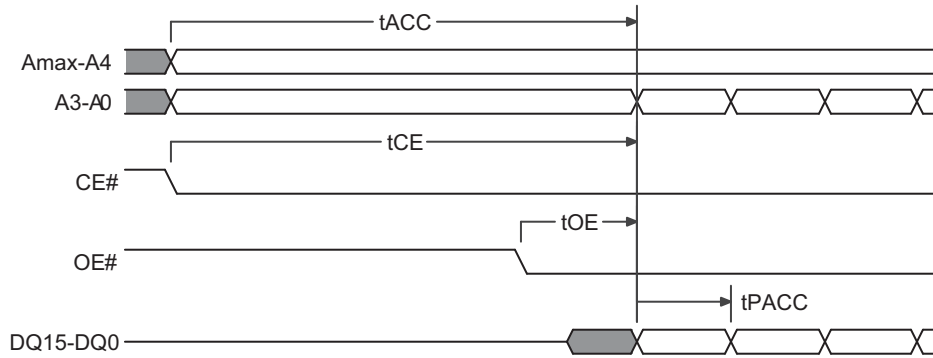 tACC
Amax-A4
A3-A0
tCE
CE#
tOE
OE#
tPACC
DQ15-DQ0